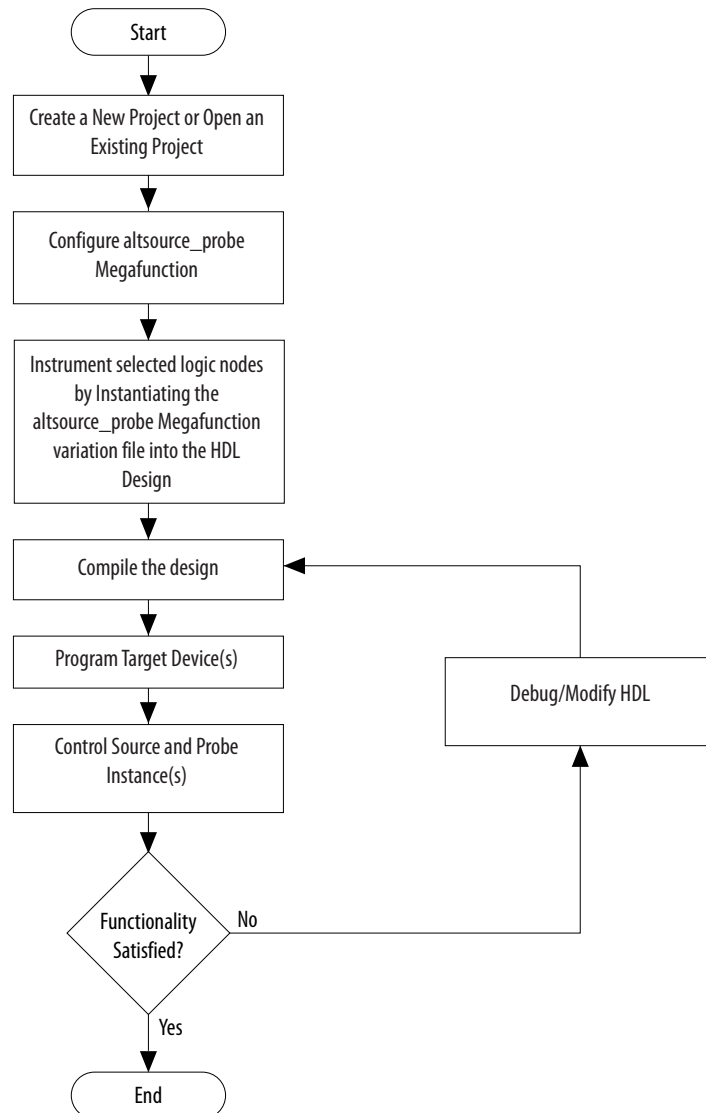 Start
Create a New Project or Open an
Existing Project
Configure altsource_probe
Megafunction
Instrument selected logic nodes
by Instantiating the
altsource_probe Megafunction
variation file into the HDL
Design
Compile the design
Program Target Device(s)
Debug/Modify HDL
Control Source and Probe
Instance(s)
Functionality
Satisfied?
No
Yes
End